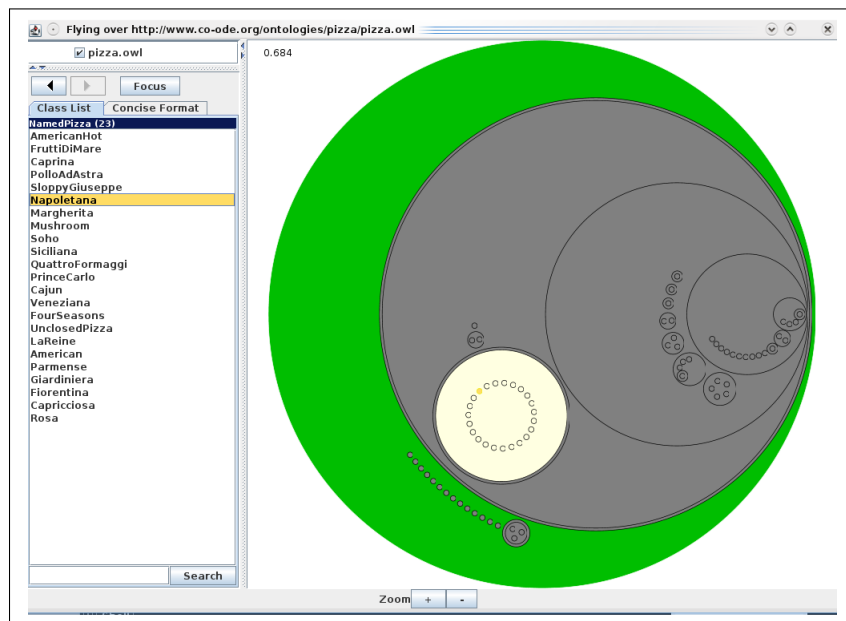 Flying over http://www.co-ode.org/ontologies/pizza/pizza.owl
pizza.owl
0.684
Focus
Class List Concise Format
NamedPizza (23)
AmericanHot
FruttiDiMare
Caprina
PolloAdAstra
SloppyGiuseppe
Napoletana
Margherita
Mushroom
Soho
Siciliana
QuattroFormaggi
PrinceCarlo
Cajun
Veneziana
FourSeasons
UnclosedPizza
LaReine
American
Parmense
Giardiniera
Fiorentina
Capricciosa
Rosa
Search
Zoom + -